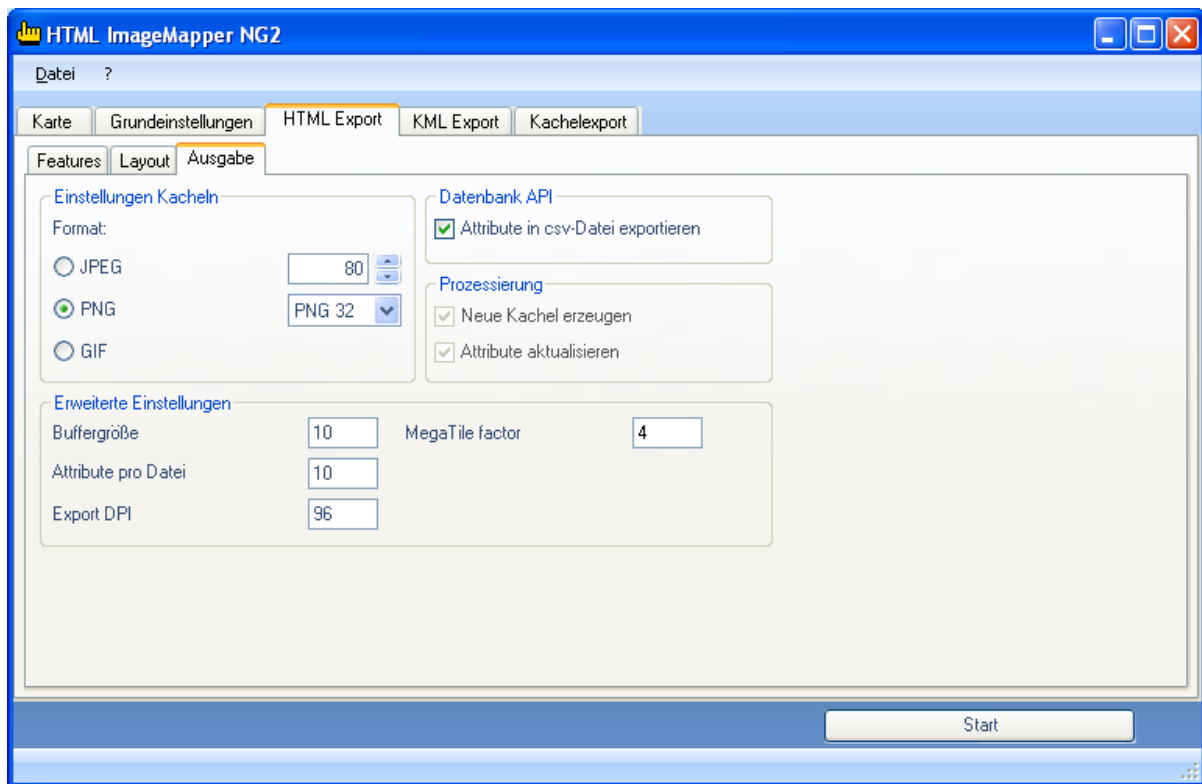 HTML ImageMapper NG2
Datei ?
Karte Grundeinstellungen HTML Export KML Export Kachelexport
Features Layout Ausgabe
Einstellungen Kacheln
Format:
JPEG 80
PNG PNG 32
GIF
Datenbank API
Attribute in csv-Datei exportieren
Prozessierung
Neue Kachel erzeugen
Attribute aktualisieren
Erweiterte Einstellungen
Buffergröße 10 MegaTile factor 4
Attribute pro Datei 10
Export DPI 96
Start